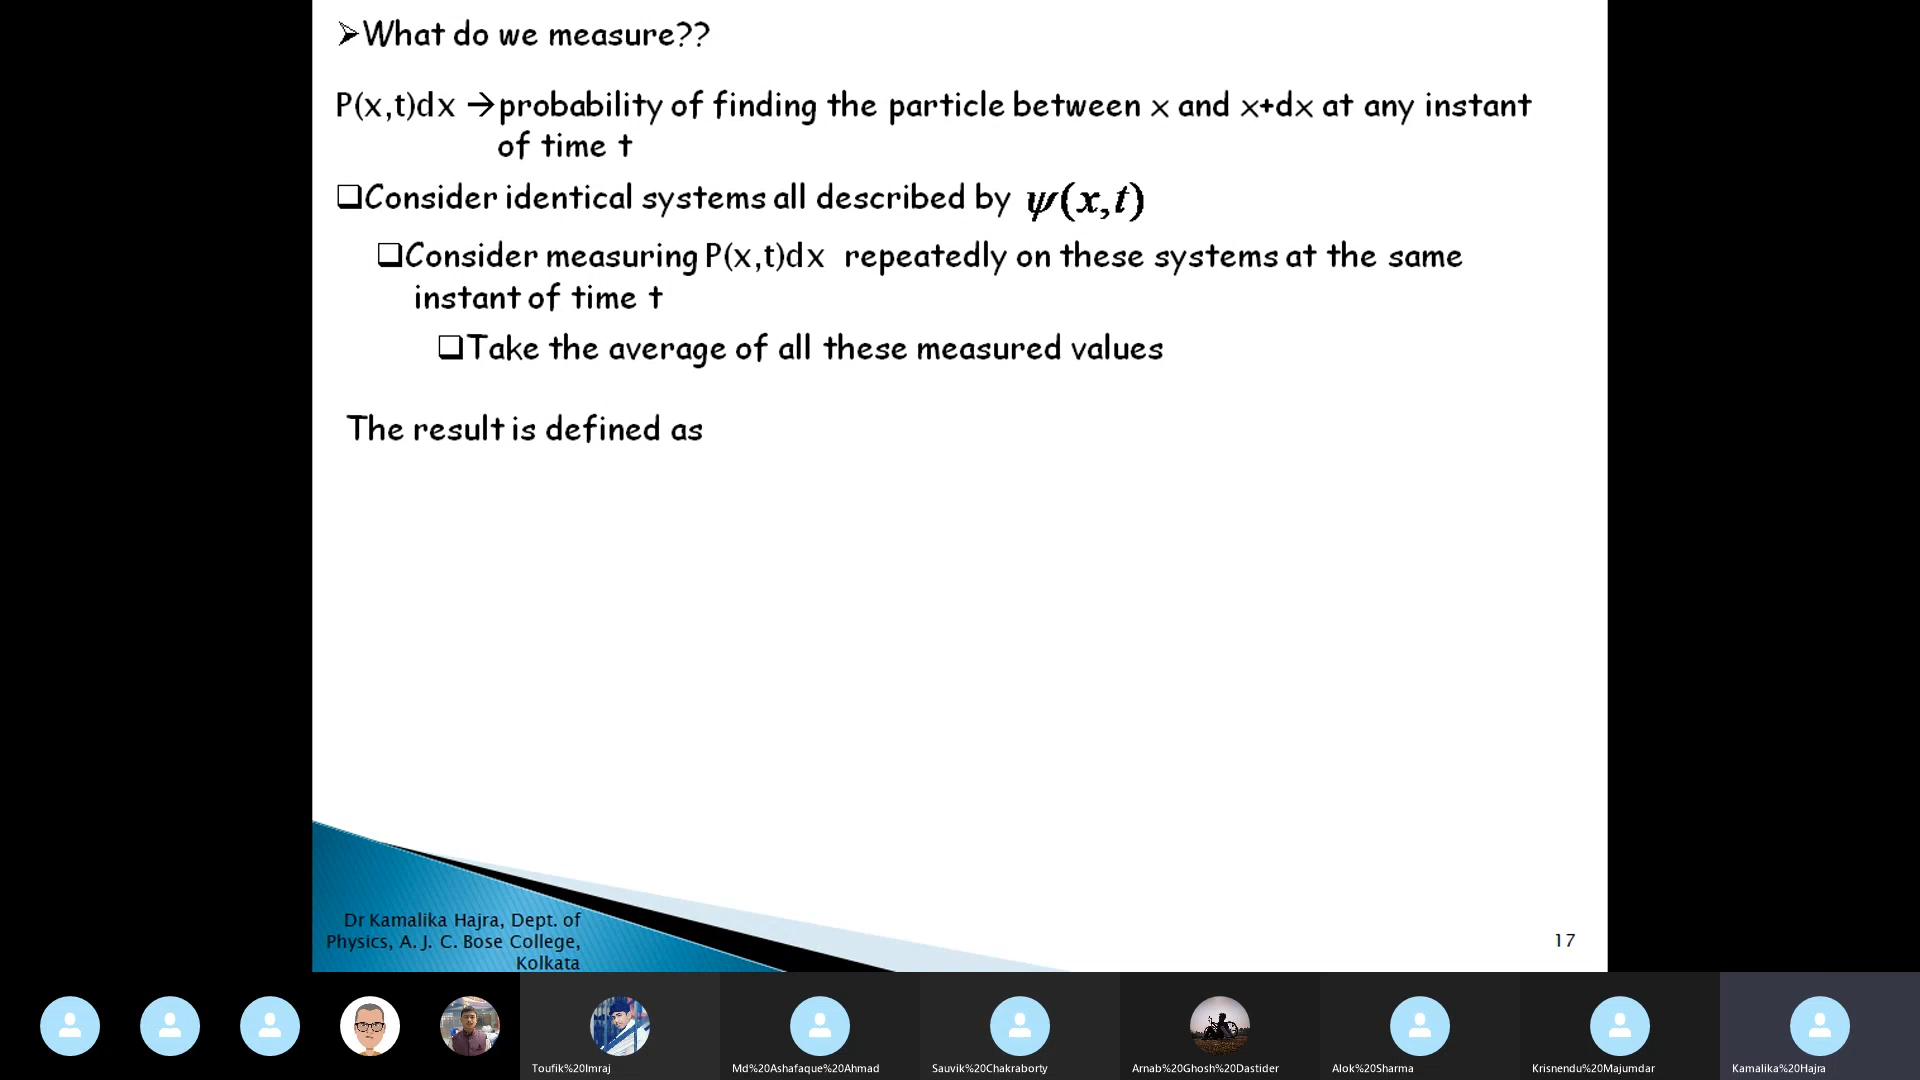 ➢What do we measure??
P(x,t)dx →probability of finding the particle between x and x+dx at any instant
of time t
❑Consider identical systems all described by ψ(x,t)
❑Consider measuring P(x,t)dx repeatedly on these systems at the same
instant of time t
❑Take the average of all these measured values
The result is defined as
Dr Kamalika Hajra, Dept. of
Physics, A. J. C. Bose College,
Kolkata
17
Toufik%20Imraj
Md%20Ashafaque%20Ahmad
Sauvik%20Chakraborty
Arnab%20Ghosh%20Dastider
Alok%20Sharma
Krisnendu%20Majumdar
Kamalika%20Hajra